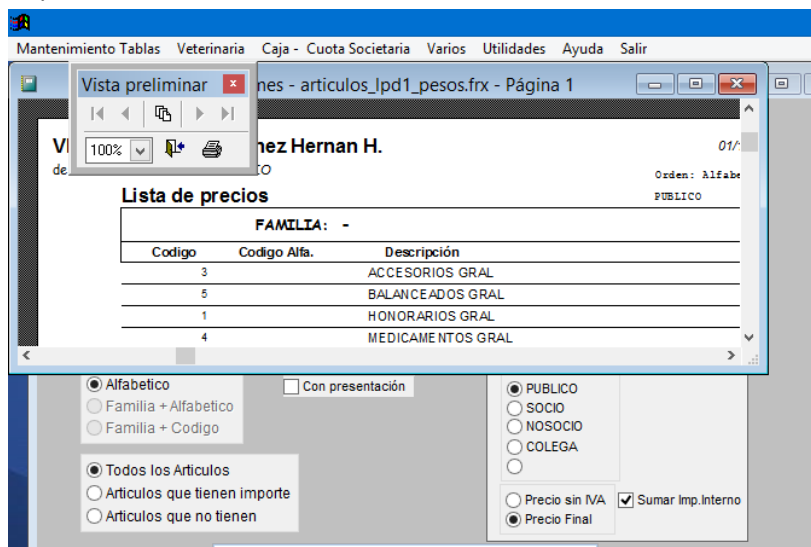 Mantenimiento Tablas Veterinaria Caja - Cuota Societaria Varios Utilidades Ayuda Salir
Vista preliminar
nes - articulos_lpd1_pesos.frx - Página 1
100%
nez Hernan H.
01/
de
CO
Orden: Alfabe
Lista de precios
PUBLICO
FAMILIA: -
Codigo Codigo Alfa. Descripción
3 ACCESORIOS GRAL
5 BALANCEADOS GRAL
1 HONORARIOS GRAL
4 MEDICAMENTOS GRAL
Alfabetico
Con presentación
Familia + Alfabetico
Familia + Codigo
PUBLICO
SOCIO
NOSOCIO
COLEGA
Todos los Articulos
Articulos que tienen importe
Articulos que no tienen
Precio sin IVA
Sumar Imp.Interno
Precio Final